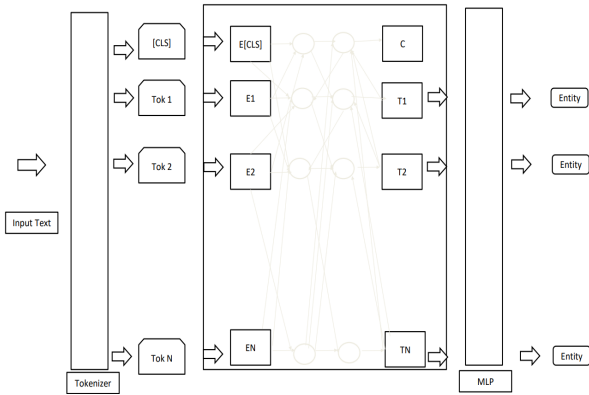 [CLS] E[CLS] C
Tok 1 E1 T1 Entity
Tok 2 E2 T2 Entity
Input Text
Tok N EN TN Entity
Tokenizer MLP